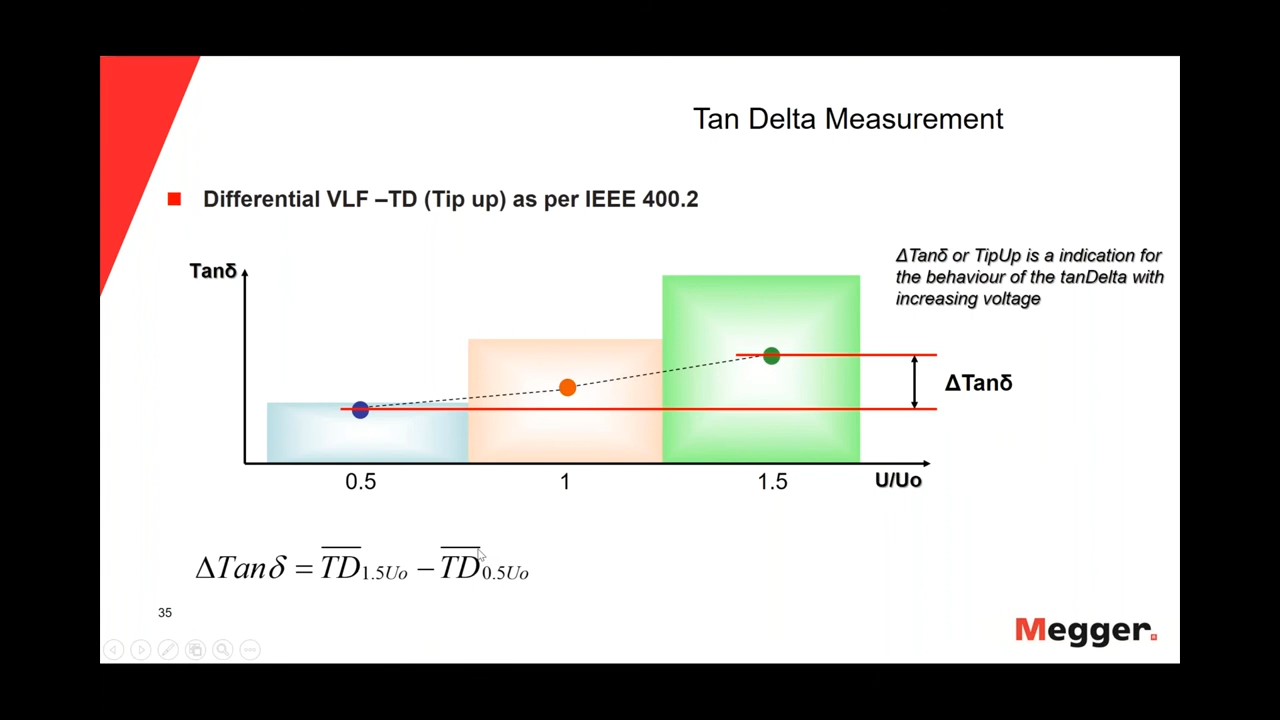 Tan Delta Measurement
Differential VLF –TD (Tip up) as per IEEE 400.2
ΔTanδ or TipUp is a indication for
the behaviour of the tanDelta with
increasing voltage
Tanδ
ΔTanδ
0.5 1 1.5 U/Uo
ΔTanδ = T̅D̅1.5Uo − T̅D̅0.5Uo
35
Megger.